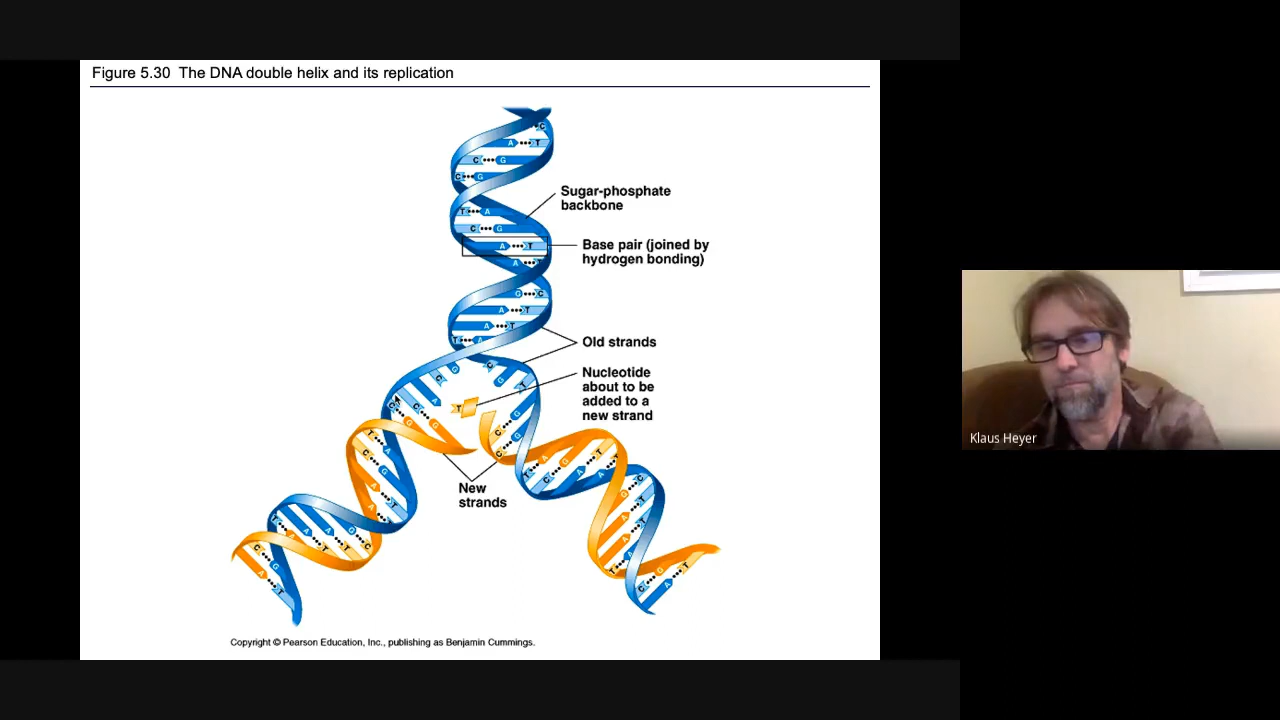 Figure 5.30 The DNA double helix and its replication
C
A T
C G
C G
Sugar-phosphate
backbone
T A
C G
A T
Base pair (joined by
hydrogen bonding)
A
G C
A T
A T
T A
Old strands
C G C G T
Nucleotide
about to be
added to a
new strand
A T
C G
G C
G C
T A
C G
A T
A
New
strands
T A A G
A T T C
C G
A T
T A G T
C A
G C
A T
A T
T A
C G
A T
Klaus Heyer
Copyright © Pearson Education, Inc., publishing as Benjamin Cummings.